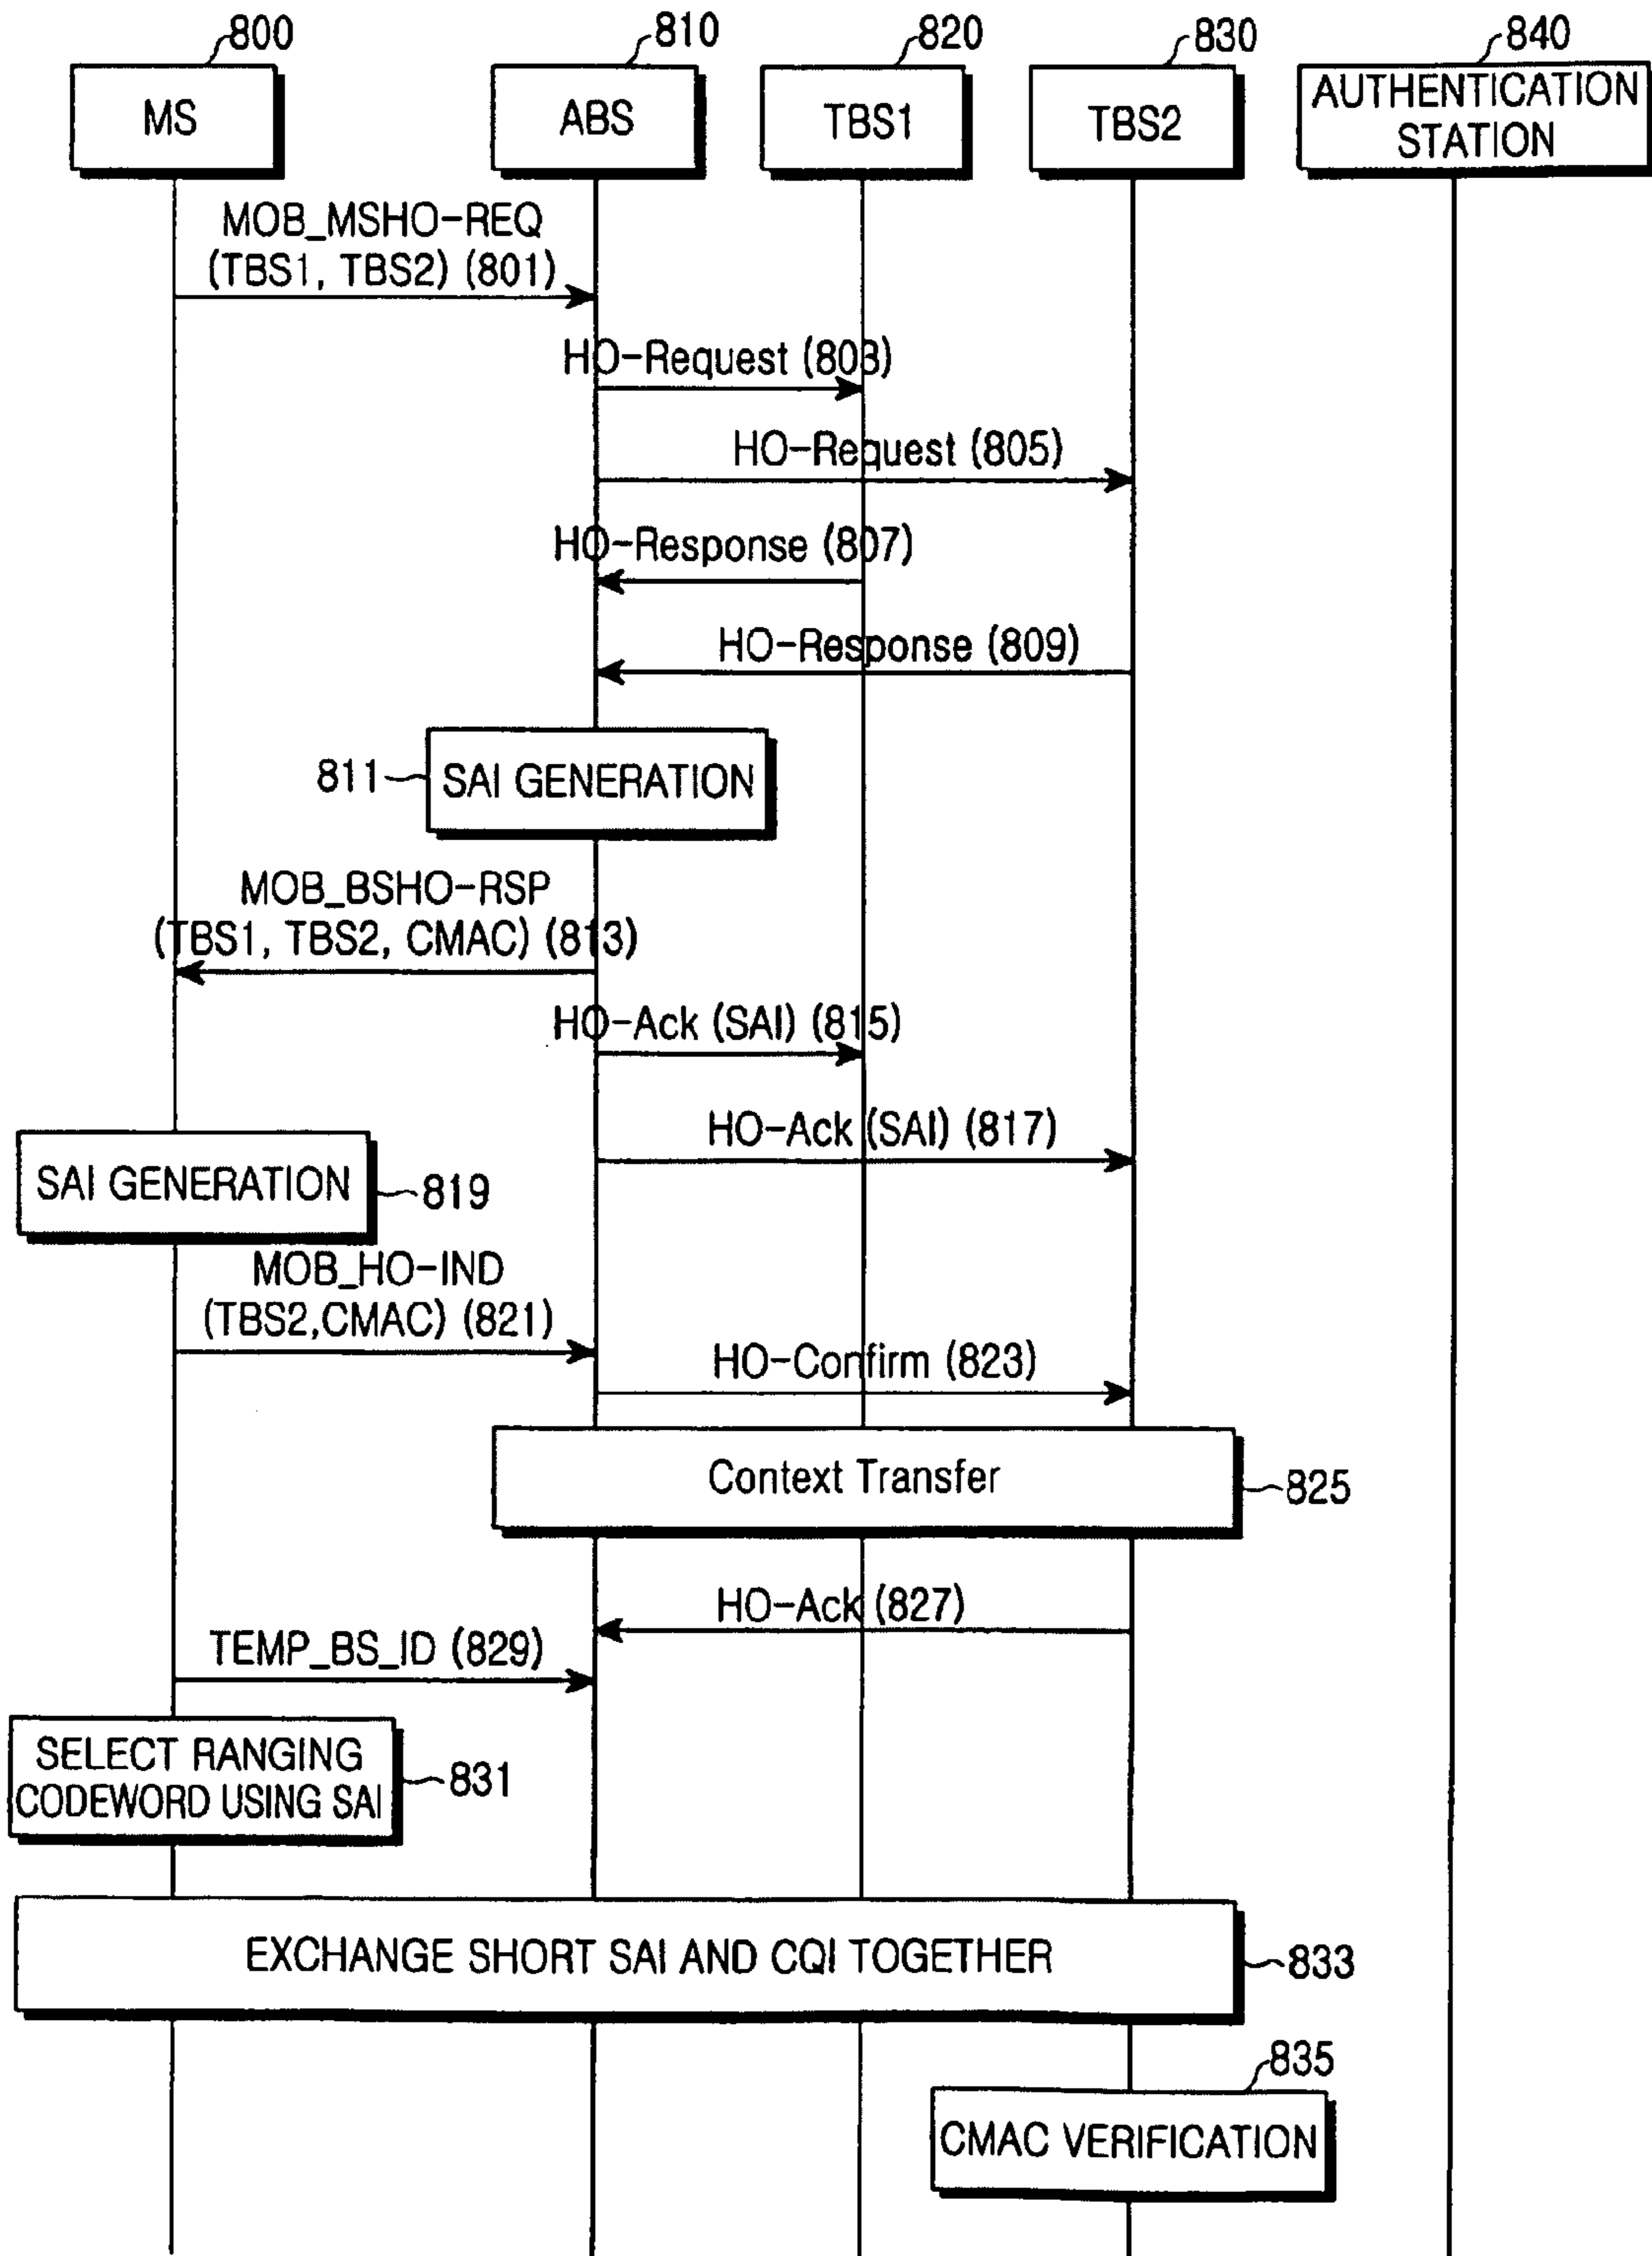 800
810
820
830
840
MS
ABS
TBS1
TBS2
AUTHENTICATION
STATION
MOB_MSHO-REQ
(TBS1, TBS2) (801)
HO-Request (803)
HO-Request (805)
HO-Response (807)
HO-Response (809)
811
SAI GENERATION
MOB_BSHO-RSP
(TBS1, TBS2, CMAC) (813)
HO-Ack (SAI) (815)
HO-Ack (SAI) (817)
SAI GENERATION
819
MOB_HO-IND
(TBS2,CMAC) (821)
HO-Confirm (823)
Context Transfer
825
HO-Ack (827)
TEMP_BS_ID (829)
SELECT RANGING
CODEWORD USING SAI
831
EXCHANGE SHORT SAI AND CQI TOGETHER
833
835
CMAC VERIFICATION